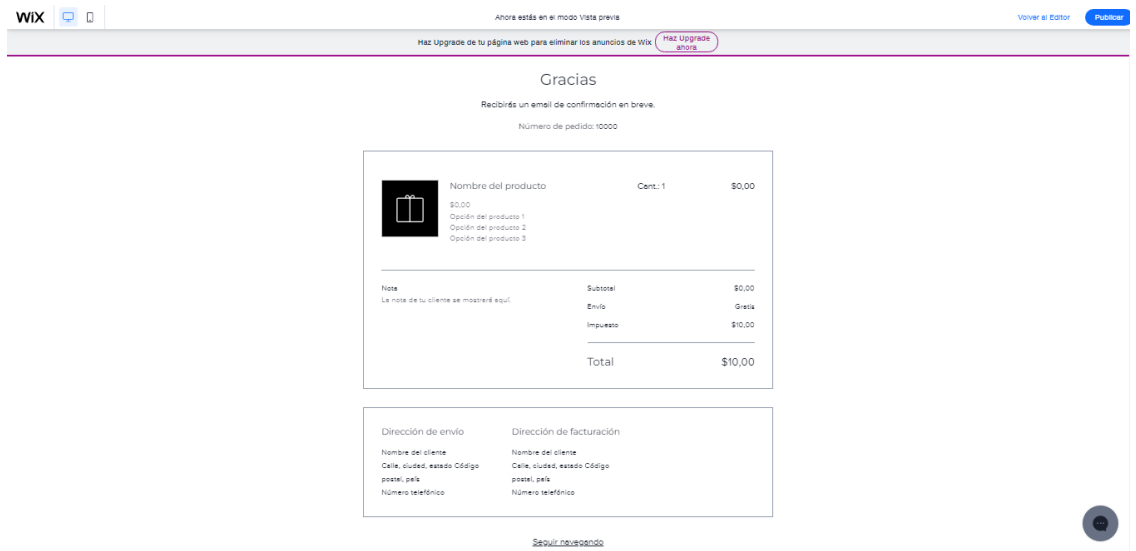 WiX
Ahora estás en el modo Vista previa
Volver al Editor
Publicar
Haz Upgrade de tu página web para eliminar los anuncios de Wix
Haz Upgrade
ahora
Gracias
Recibirás un email de confirmación en breve.
Número de pedido: 10000
Nombre del producto
Cant.: 1
$0,00
$0,00
Opción del producto 1
Opción del producto 2
Opción del producto 3
Nota
La nota de tu cliente se mostrará aquí.
Subtotal
$0,00
Envío
Gratis
Impuesto
$10,00
Total
$10,00
Dirección de envío
Nombre del cliente
Calle, ciudad, estado Código
postal, país
Número telefónico
Dirección de facturación
Nombre del cliente
Calle, ciudad, estado Código
postal, país
Número telefónico
Seguir navegando